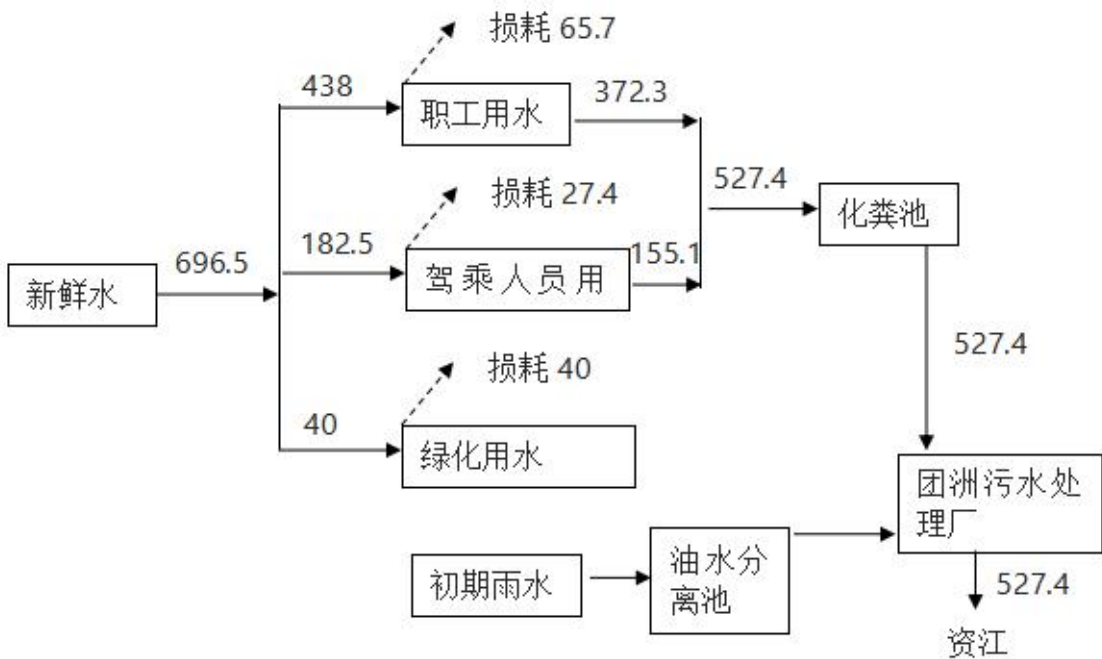 损耗 65.7
438
职工用水
372.3
损耗 27.4
527.4
化粪池
182.5
驾乘人员用
155.1
696.5
新鲜水
527.4
损耗 40
40
绿化用水
团洲污水处
理厂
油水分
离池
初期雨水
527.4
资江